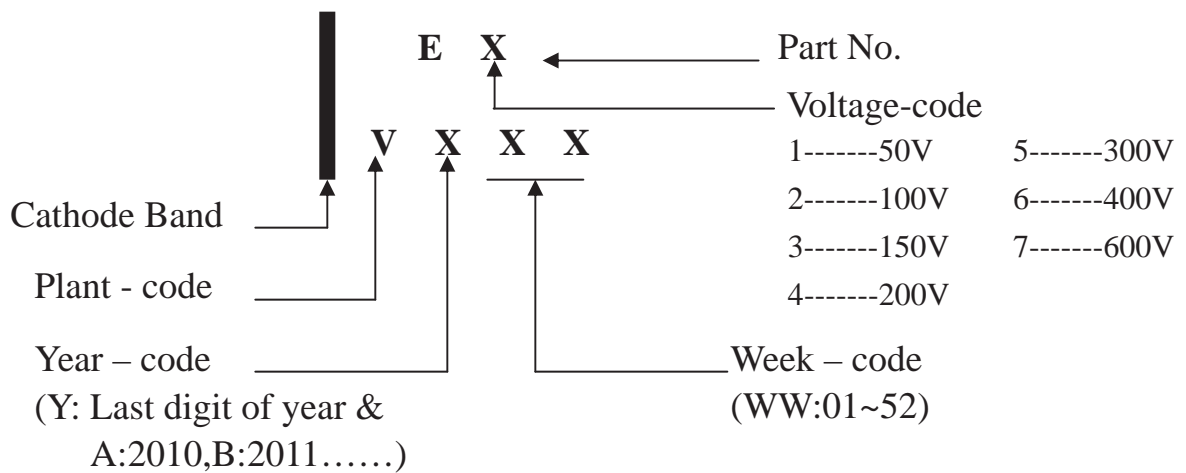 E X Part No.
Voltage-code
V X X X
1-------50V 5-------300V
2-------100V 6-------400V
3-------150V 7-------600V
4-------200V
Cathode Band
Plant - code
Year – code
(Y: Last digit of year &
A:2010,B:2011……)
Week – code
(WW:01~52)